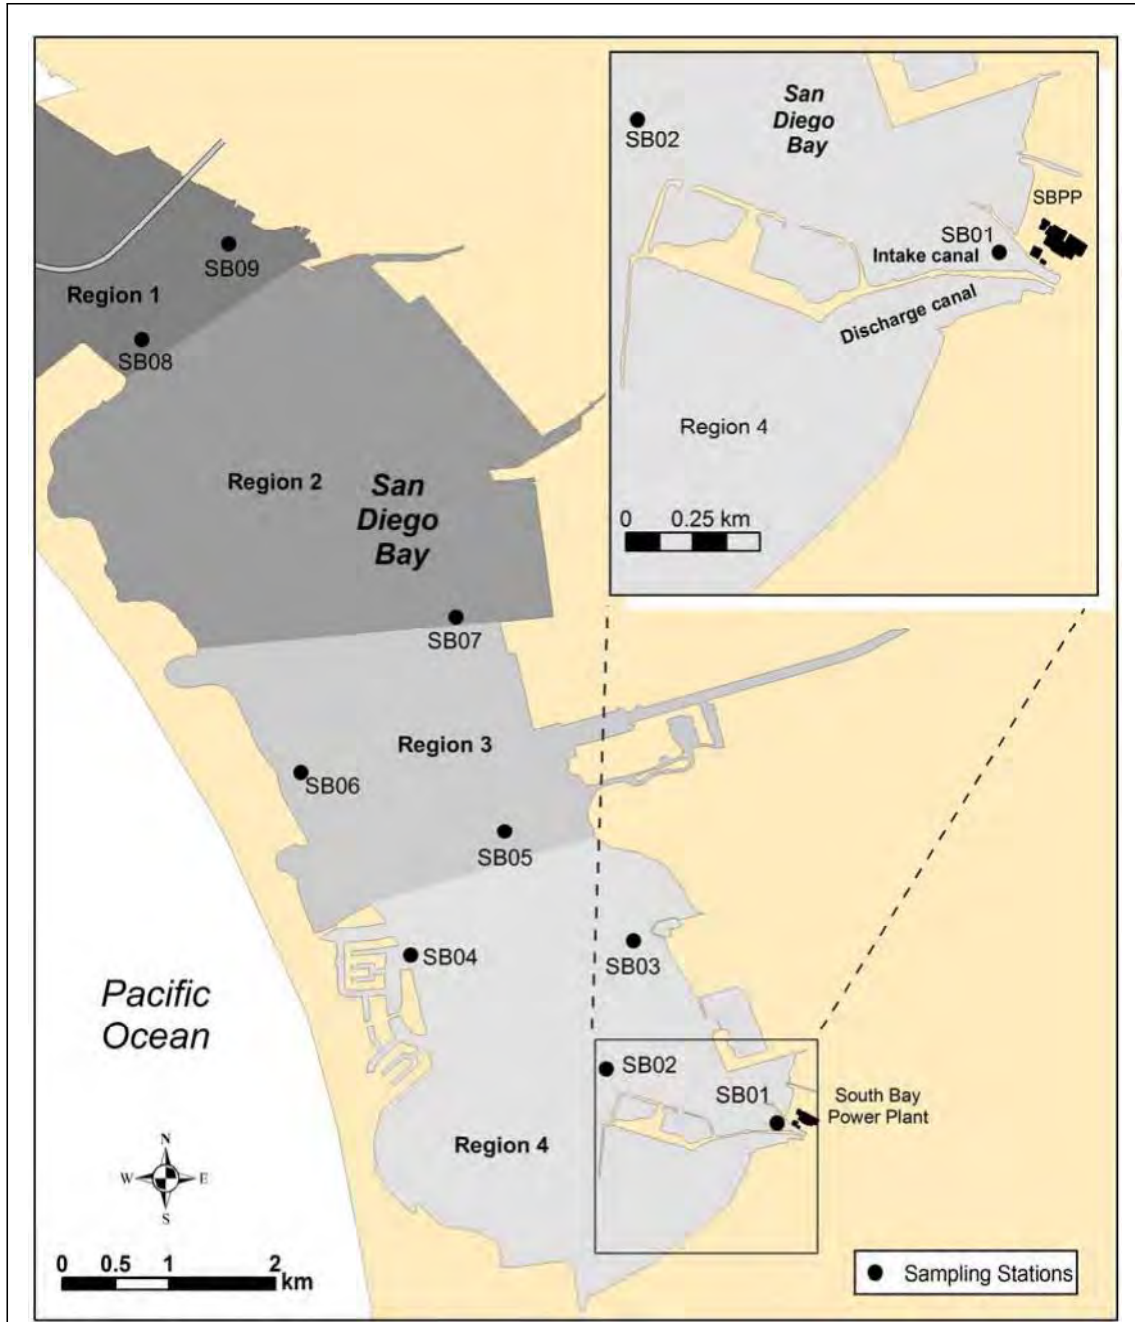 San
Diego
Bay
SB02
SBPP
SB01
Intake canal
Discharge canal
Region 4
0 0.25 km
SB09
Region 1
SB08
Region 2
San
Diego
Bay
SB07
Region 3
SB06
SB05
SB04
SB03
Pacific
Ocean
SB02
SB01
South Bay
Power Plant
Region 4
N
W E
S
0 0.5 1 2
km
Sampling Stations